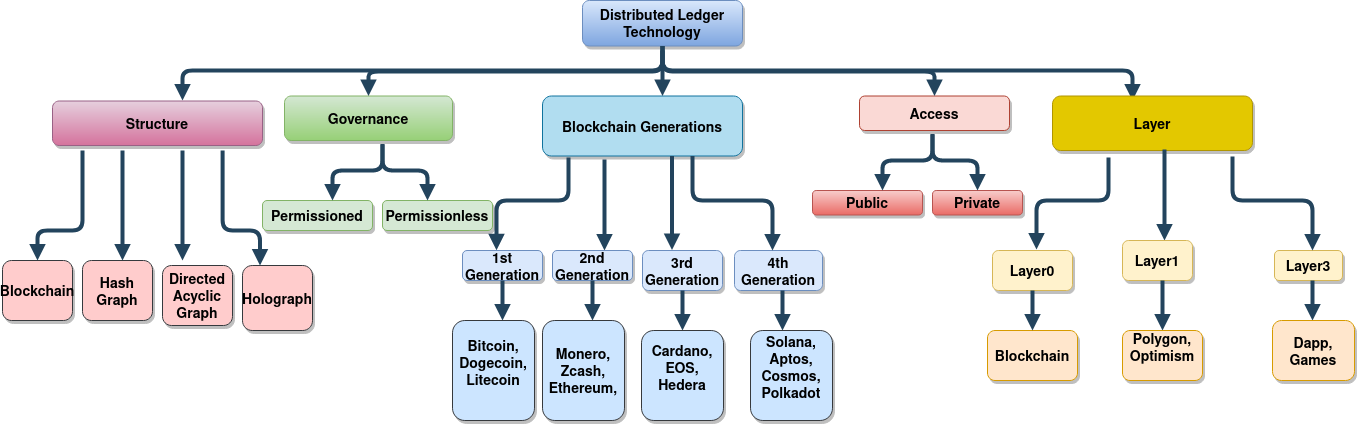 Distributed Ledger
Technology
Structure
Governance
Blockchain Generations
Access
Layer
Permissioned
Permissionless
Public
Private
Blockchain
Hash
Graph
Directed
Acyclic
Graph
Holograph
1st
Generation
2nd
Generation
3rd
Generation
4th
Generation
Layer0
Layer1
Layer3
Bitcoin,
Dogecoin,
Litecoin
Monero,
Zcash,
Ethereum,
Cardano,
EOS,
Hedera
Solana,
Aptos,
Cosmos,
Polkadot
Blockchain
Polygon,
Optimism
Dapp,
Games